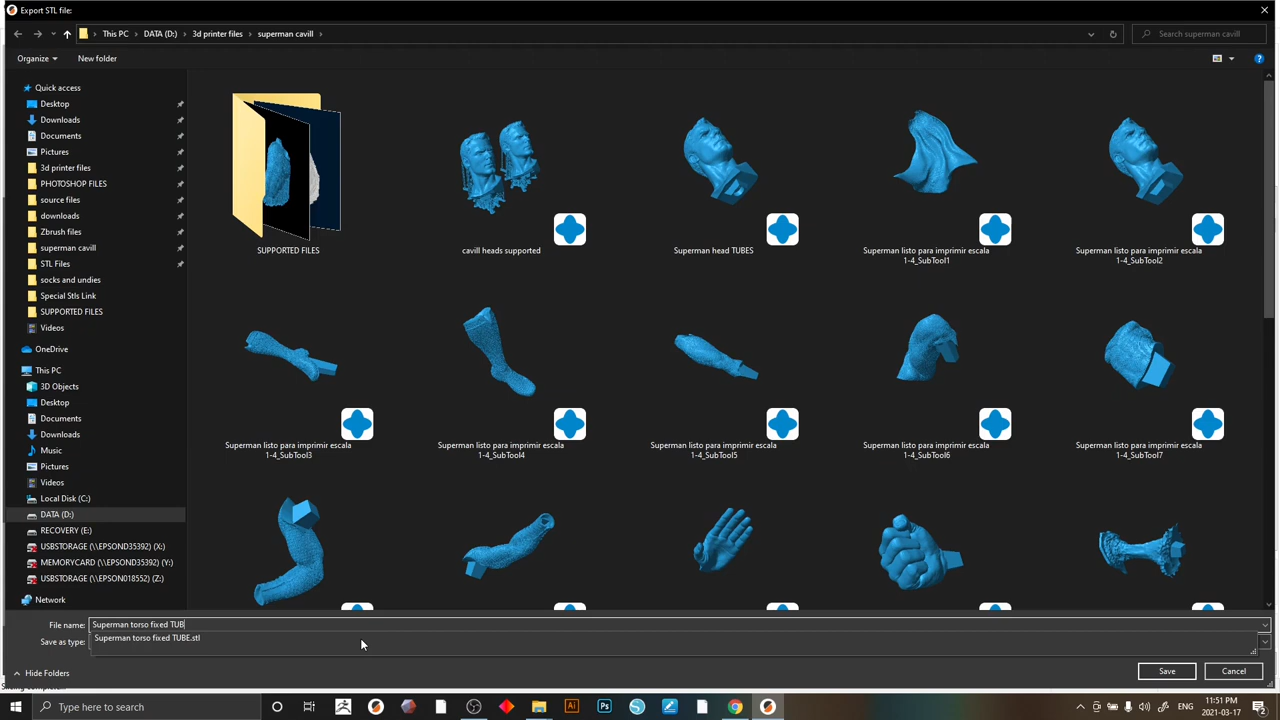 Export STL file:
This PC > DATA (D:) > 3d printer files > superman cavill >
Search superman cavill
Organize
New folder
Quick access
Desktop
Downloads
Documents
Pictures
3d printer files
PHOTOSHOP FILES
source files
downloads
Zbrush files
superman cavill
STL Files
socks and undies
Special Stls Link
SUPPORTED FILES
Videos
OneDrive
This PC
3D Objects
Desktop
Documents
Downloads
Music
Pictures
Videos
Local Disk (C:)
DATA (D:)
RECOVERY (E:)
USBSTORAGE (\\EPSOND35392) (X:)
MEMORYCARD (\\EPSOND35392) (Y:)
USBSTORAGE (\\EPSON018552) (Z:)
Network
SUPPORTED FILES
cavill heads supported
Superman head TUBES
Superman listo para imprimir escala
1-4_SubTool1
Superman listo para imprimir escala
1-4_SubTool2
Superman listo para imprimir escala
1-4_SubTool3
Superman listo para imprimir escala
1-4_SubTool4
Superman listo para imprimir escala
1-4_SubTool5
Superman listo para imprimir escala
1-4_SubTool6
Superman listo para imprimir escala
1-4_SubTool7
File name: Superman torso fixed TUB
Superman torso fixed TUBE.stl
Save as type:
Hide Folders
Save
Cancel
Type here to search
Ai
Ps
11:51 PM
2021-03-17
2